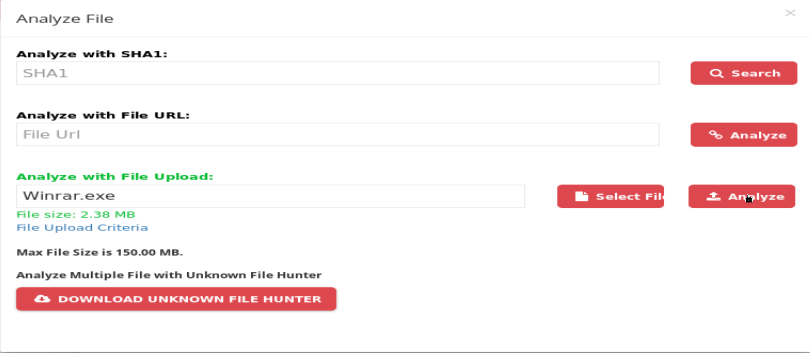 Analyze File
Analyze with SHA1:
SHA1
Search
Analyze with File URL:
File Url
Analyze
Analyze with File Upload:
Winrar.exe
Select File
Analyze
File size: 2.38 MB
File Upload Criteria
Max File Size is 150.00 MB.
Analyze Multiple File with Unknown File Hunter
DOWNLOAD UNKNOWN FILE HUNTER